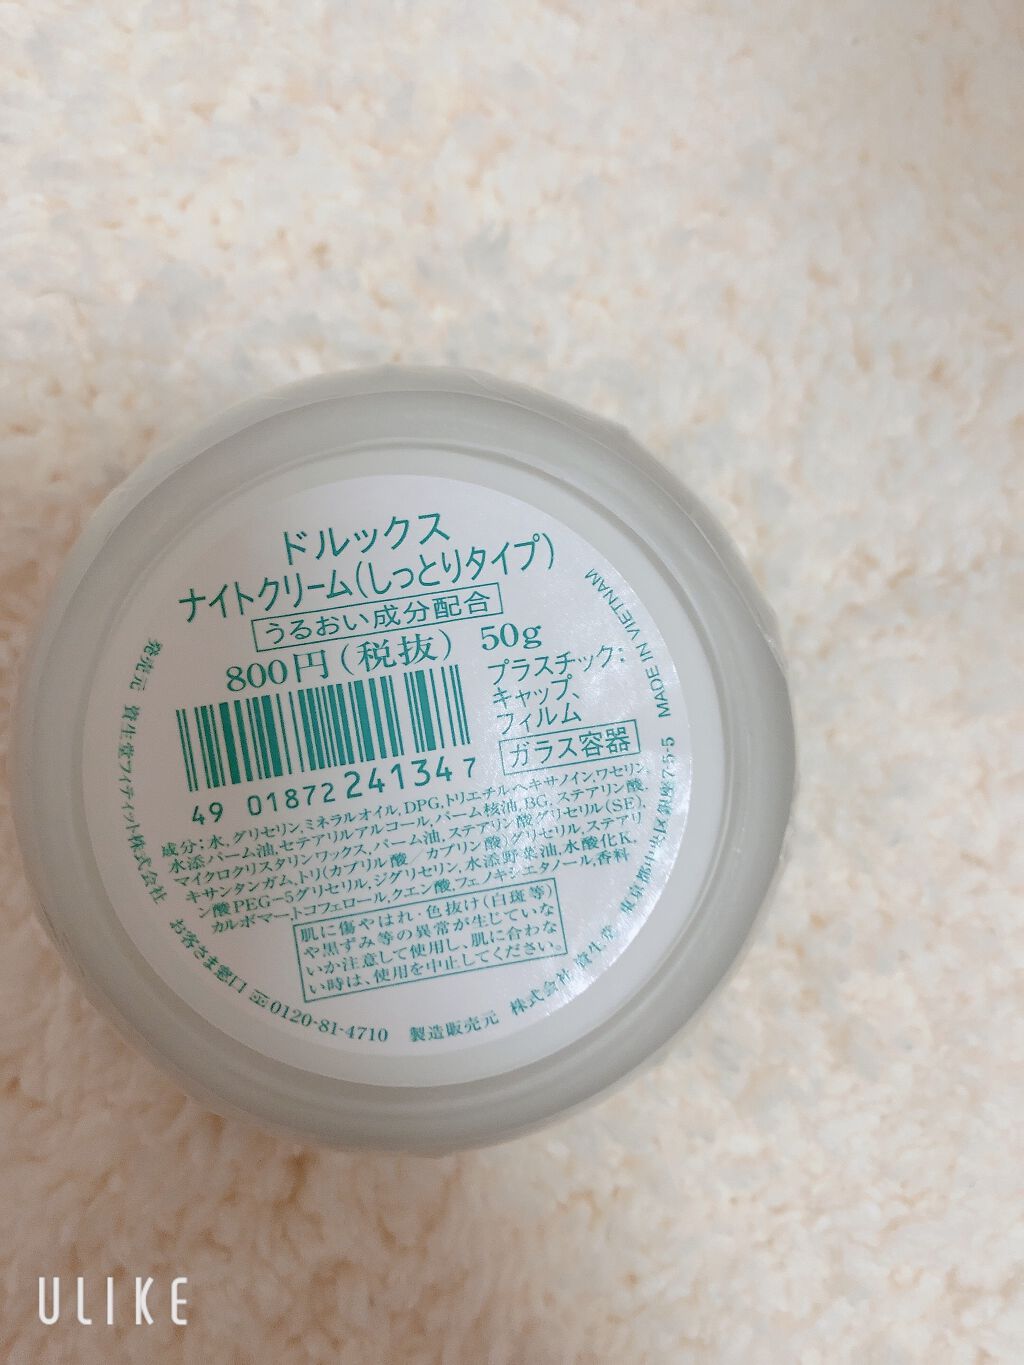 ドルックス
ナイトクリーム(しっとりタイプ)
うるおい成分配合
800円(税抜) 50g
プラスチック:
キャップ、
フィルム
ガラス容器
49 01872 241347
成分:水,グリセリン,ミネラルオイル,DPG,トリエチルヘキサノイン,ワセリン,
水添パーム油,セテアリルアルコール,パーム核油,BG,ステアリン酸,
マイクロクリスタリンワックス,パーム油,ステアリン酸グリセリル(SE),
キサンタンガム,トリ(カプリル酸/カプリン酸)グリセリル,ステアリ
ン酸PEG-5グリセリル,ジグリセリン,水添野菜油,水酸化K,
カルボマー,トコフェロール,クエン酸,フェノキシエタノール,香料
肌に傷やはれ・色抜け(白斑等)
や黒ずみ等の異常が生じていな
いか注意して使用し、肌に合わな
い時は、使用を中止してください。
発売元 資生堂フィティット株式会社 お客さま窓口 0120-81-4710
製造販売元 株式会社 資生堂 東京都中央区銀座7-5-5
MADE IN VIETNAM
ULIKE